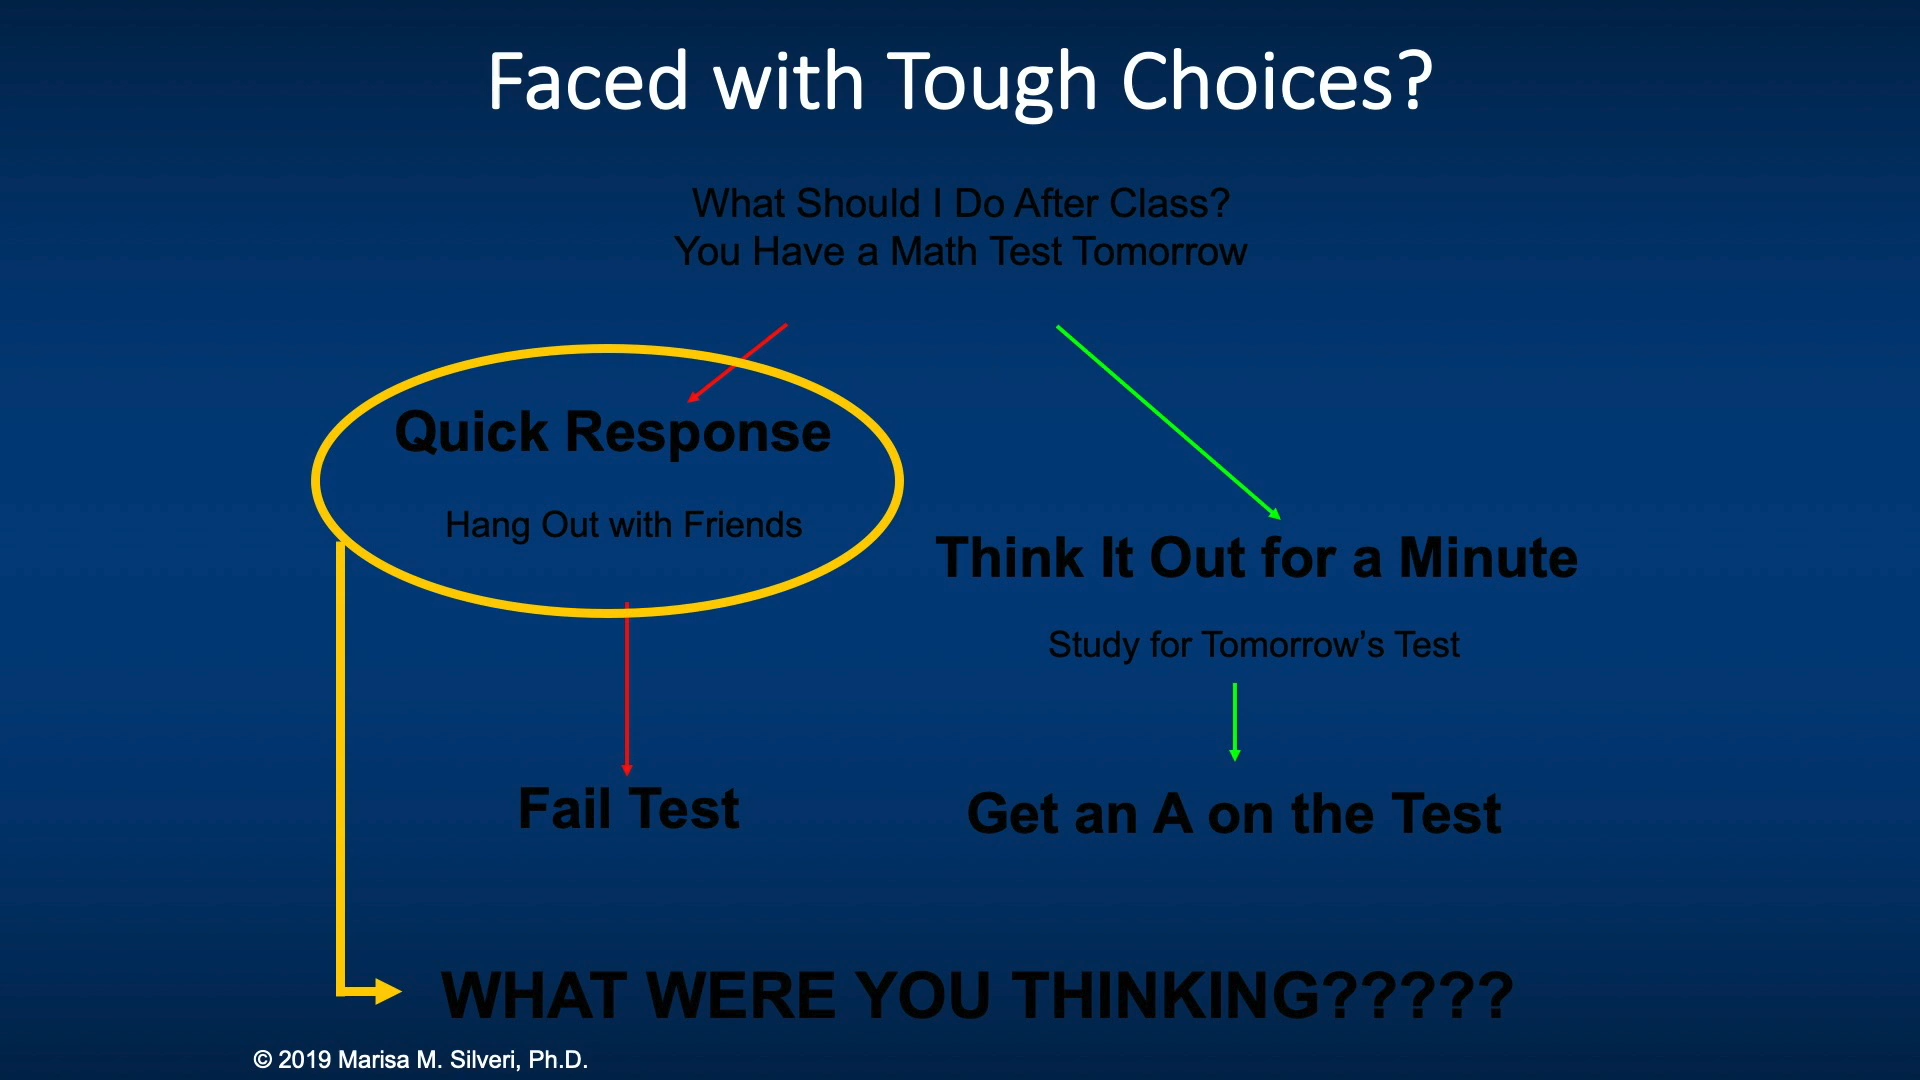 Faced with Tough Choices?
What Should I Do After Class?
You Have a Math Test Tomorrow
Quick Response
Hang Out with Friends
Think It Out for a Minute
Study for Tomorrow’s Test
Fail Test
Get an A on the Test
WHAT WERE YOU THINKING?????
© 2019 Marisa M. Silveri, Ph.D.